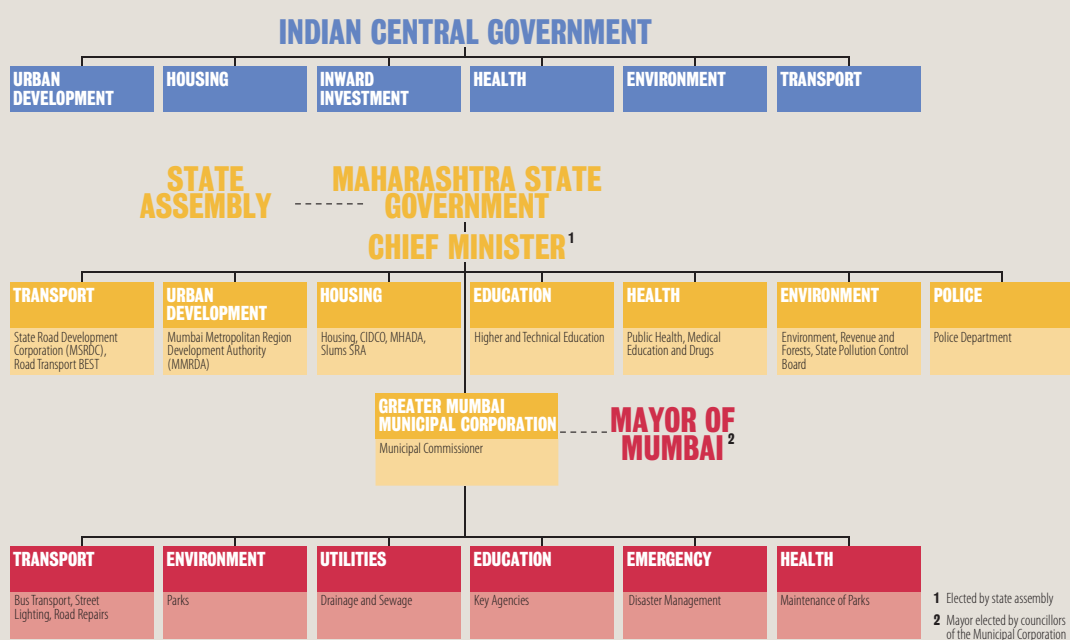 INDIAN CENTRAL GOVERNMENT
URBAN
DEVELOPMENT
HOUSING
INWARD
INVESTMENT
HEALTH
ENVIRONMENT
TRANSPORT
STATE
ASSEMBLY
MAHARASHTRA STATE
GOVERNMENT
CHIEF MINISTER 1
TRANSPORT
State Road Development
Corporation (MSRDC),
Road Transport BEST
URBAN
DEVELOPMENT
Mumbai Metropolitan Region
Development Authority
(MMRDA)
HOUSING
Housing, CIDCO, MHADA,
Slums SRA
EDUCATION
Higher and Technical Education
HEALTH
Public Health, Medical
Education and Drugs
ENVIRONMENT
Environment, Revenue and
Forests, State Pollution Control
Board
POLICE
Police Department
GREATER MUMBAI
MUNICIPAL CORPORATION
Municipal Commissioner
MAYOR OF
MUMBAI 2
TRANSPORT
Bus Transport, Street
Lighting, Road Repairs
ENVIRONMENT
Parks
UTILITIES
Drainage and Sewage
EDUCATION
Key Agencies
EMERGENCY
Disaster Management
HEALTH
Maintenance of Parks
1 Elected by state assembly
2 Mayor elected by councillors
of the Municipal Corporation